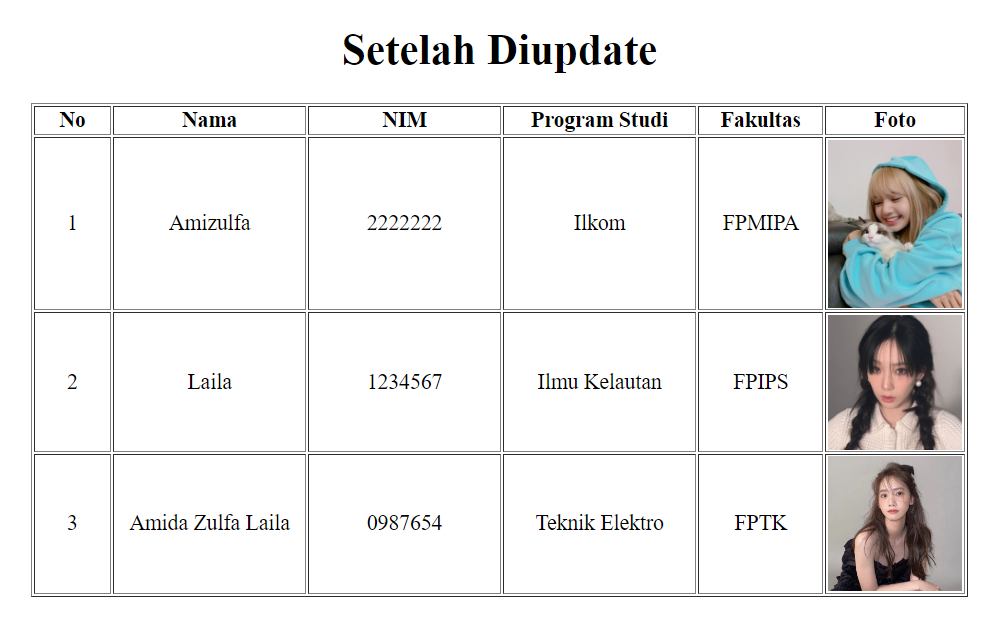 Setelah Diupdate
No Nama NIM Program Studi Fakultas Foto
1 Amizulfa 2222222 Ilkom FPMIPA
2 Laila 1234567 Ilmu Kelautan FPIPS
3 Amida Zulfa Laila 0987654 Teknik Elektro FPTK